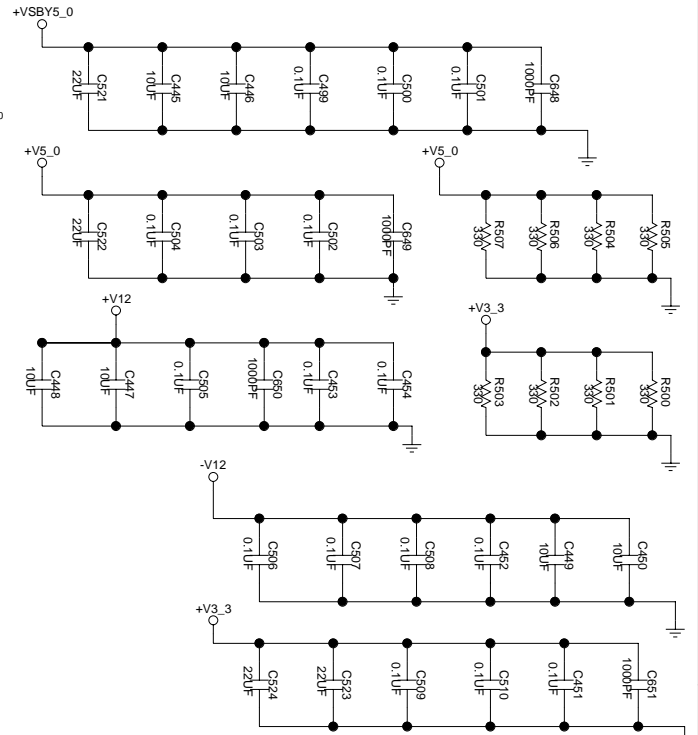 +VSBY5_0
C521
22UF
C445
10UF
C446
10UF
C499
0.1UF
C500
0.1UF
C501
0.1UF
C648
1000PF
+V5_0
C522
22UF
C504
0.1UF
C503
0.1UF
C502
0.1UF
C649
1000PF
+V5_0
R507
330
R506
330
R504
330
R505
330
+V12
C448
10UF
C447
10UF
C505
0.1UF
C650
1000PF
C453
0.1UF
C454
0.1UF
+V3_3
R503
330
R502
330
R501
330
R500
330
-V12
C506
0.1UF
C507
0.1UF
C508
0.1UF
C452
0.1UF
C449
10UF
C450
10UF
+V3_3
C524
22UF
C523
22UF
C509
0.1UF
C510
0.1UF
C451
0.1UF
C651
1000PF